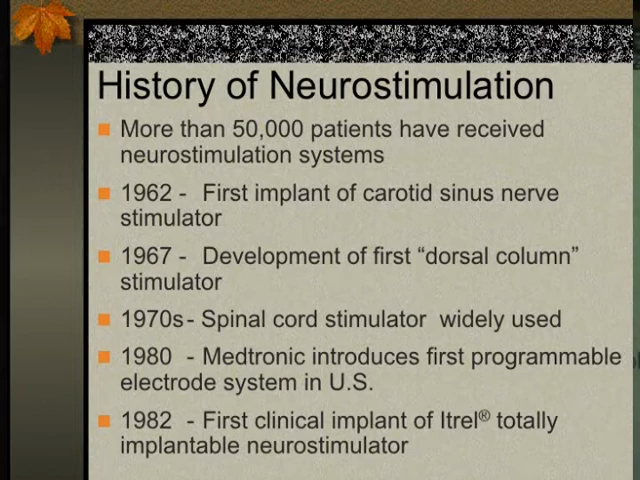 History of Neurostimulation
More than 50,000 patients have received
neurostimulation systems
1962 - First implant of carotid sinus nerve
stimulator
1967 - Development of first “dorsal column”
stimulator
1970s - Spinal cord stimulator widely used
1980 - Medtronic introduces first programmable
electrode system in U.S.
1982 - First clinical implant of Itrel® totally
implantable neurostimulator